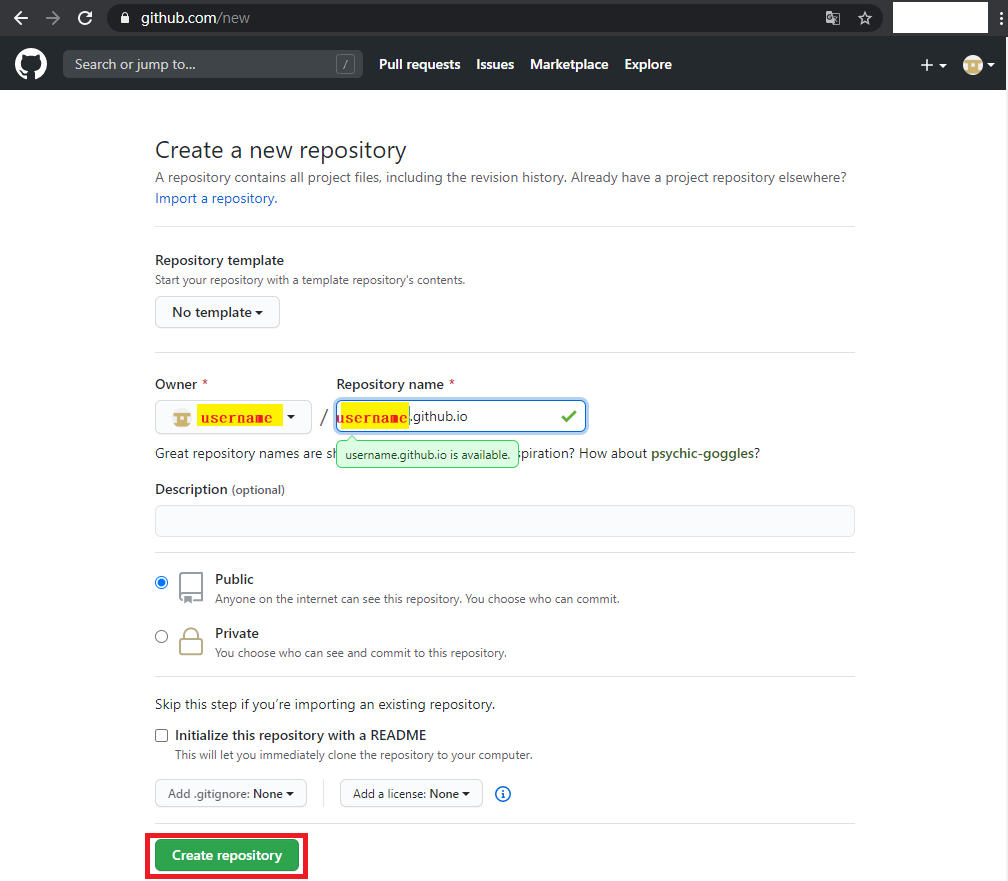 github.com/new
Search or jump to... /
Pull requests Issues Marketplace Explore
Create a new repository
A repository contains all project files, including the revision history. Already have a project repository elsewhere?
Import a repository.
Repository template
Start your repository with a template repository's contents.
No template
Owner * Repository name *
username / username.github.io
username.github.io is available.
Great repository names are sh spiration? How about psychic-goggles?
Description (optional)
Public
Anyone on the internet can see this repository. You choose who can commit.
Private
You choose who can see and commit to this repository.
Skip this step if you’re importing an existing repository.
Initialize this repository with a README
This will let you immediately clone the repository to your computer.
Add .gitignore: None Add a license: None
Create repository